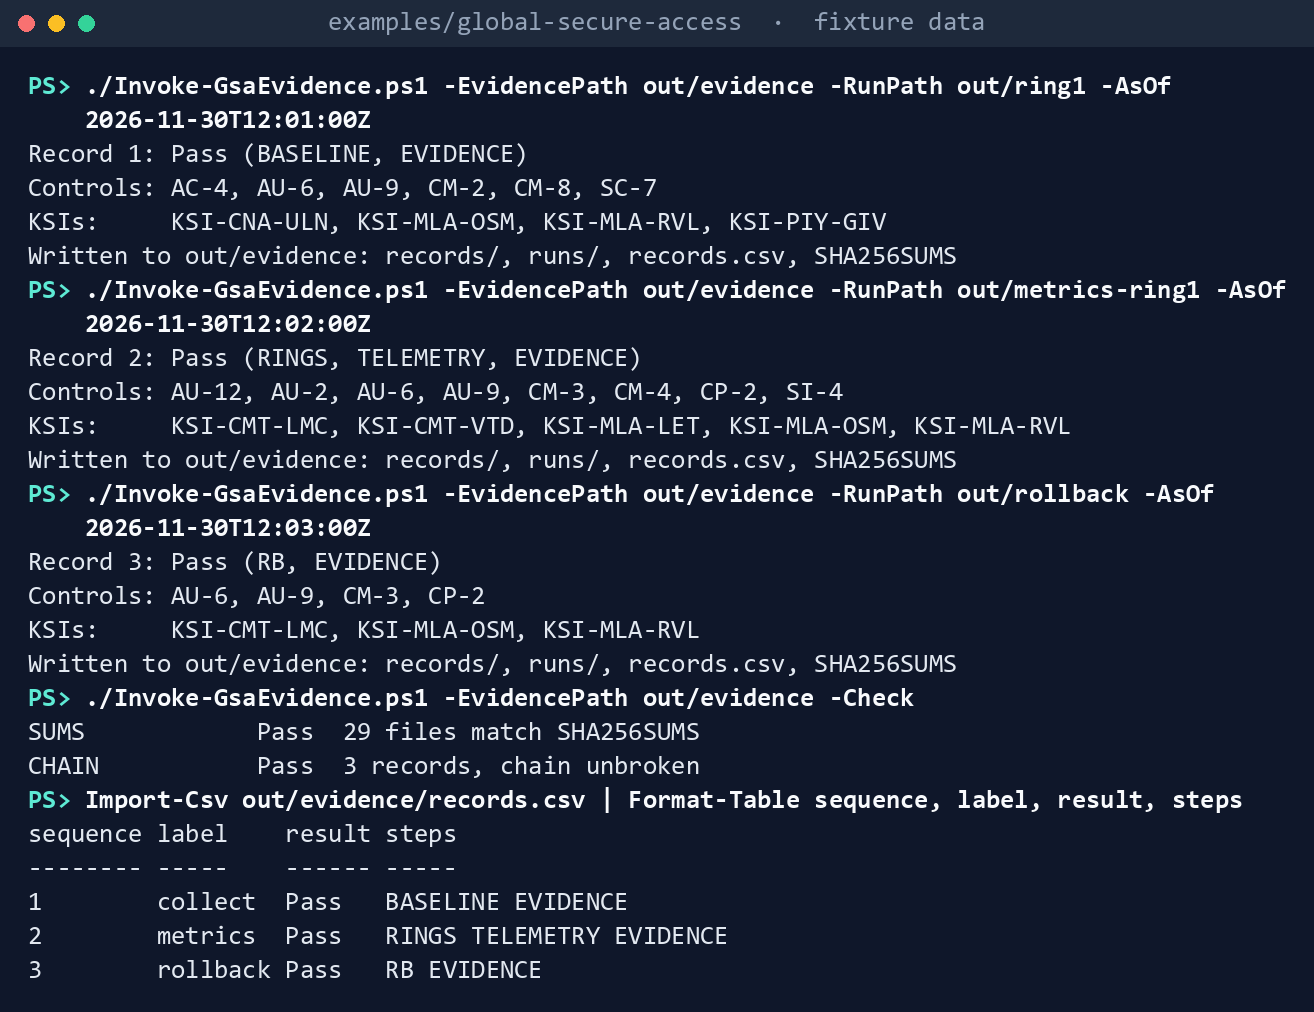 examples/global-secure-access · fixture data
PS> ./Invoke-GsaEvidence.ps1 -EvidencePath out/evidence -RunPath out/ring1 -AsOf
2026-11-30T12:01:00Z
Record 1: Pass (BASELINE, EVIDENCE)
Controls: AC-4, AU-6, AU-9, CM-2, CM-8, SC-7
KSIs:     KSI-CNA-ULN, KSI-MLA-OSM, KSI-MLA-RVL, KSI-PIY-GIV
Written to out/evidence: records/, runs/, records.csv, SHA256SUMS
PS> ./Invoke-GsaEvidence.ps1 -EvidencePath out/evidence -RunPath out/metrics-ring1 -AsOf
2026-11-30T12:02:00Z
Record 2: Pass (RINGS, TELEMETRY, EVIDENCE)
Controls: AU-12, AU-2, AU-6, AU-9, CM-3, CM-4, CP-2, SI-4
KSIs:     KSI-CMT-LMC, KSI-CMT-VTD, KSI-MLA-LET, KSI-MLA-OSM, KSI-MLA-RVL
Written to out/evidence: records/, runs/, records.csv, SHA256SUMS
PS> ./Invoke-GsaEvidence.ps1 -EvidencePath out/evidence -RunPath out/rollback -AsOf
2026-11-30T12:03:00Z
Record 3: Pass (RB, EVIDENCE)
Controls: AU-6, AU-9, CM-3, CP-2
KSIs:     KSI-CMT-LMC, KSI-MLA-OSM, KSI-MLA-RVL
Written to out/evidence: records/, runs/, records.csv, SHA256SUMS
PS> ./Invoke-GsaEvidence.ps1 -EvidencePath out/evidence -Check
SUMS            Pass  29 files match SHA256SUMS
CHAIN           Pass  3 records, chain unbroken
PS> Import-Csv out/evidence/records.csv | Format-Table sequence, label, result, steps
sequence label    result steps
-------- -----    ------ -----
1        collect  Pass   BASELINE EVIDENCE
2        metrics  Pass   RINGS TELEMETRY EVIDENCE
3        rollback Pass   RB EVIDENCE